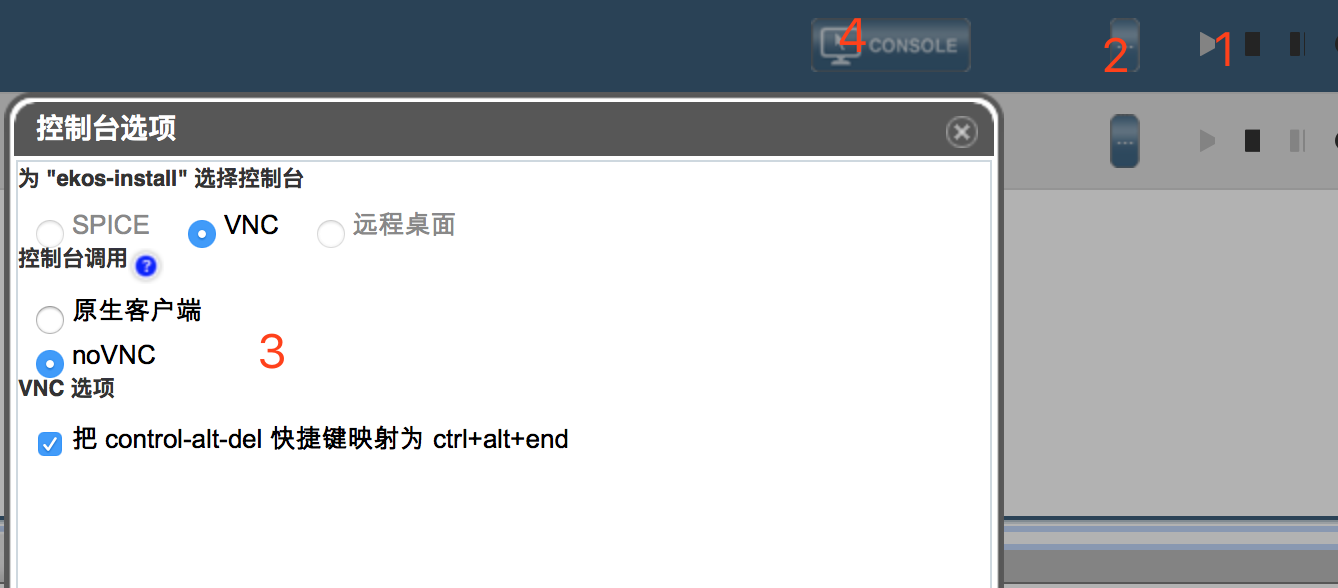 4 CONSOLE 2 1
控制台选项
为 "ekos-install" 选择控制台
SPICE VNC 远程桌面
控制台调用 ?
原生客户端
noVNC 3
VNC 选项
把 control-alt-del 快捷键映射为 ctrl+alt+end